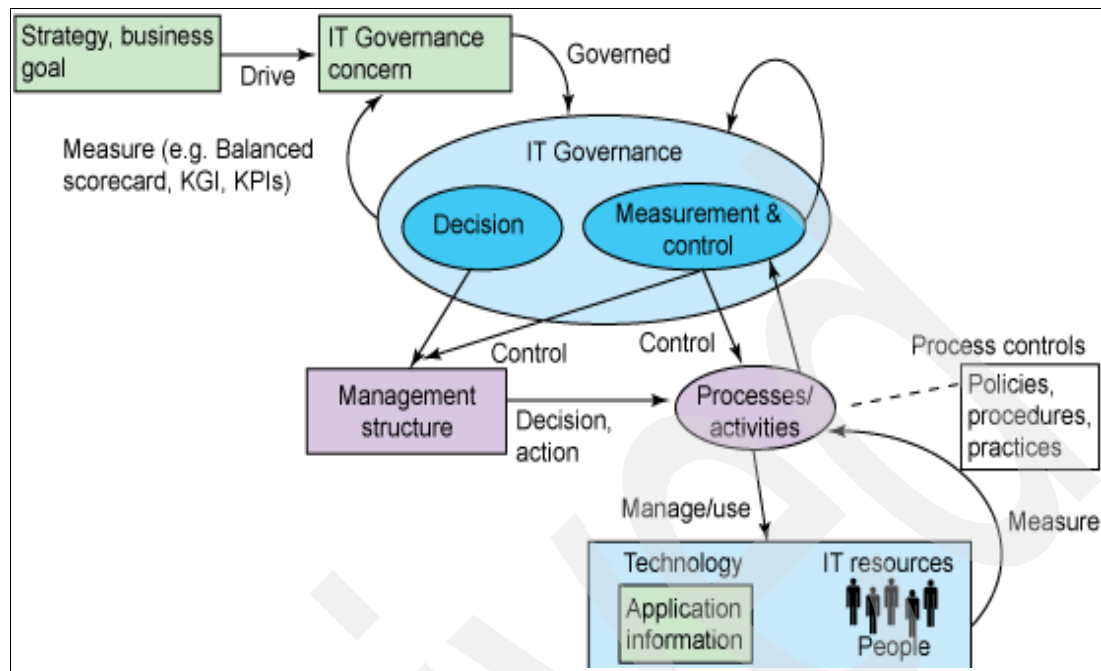 Strategy, business
goal
Drive
IT Governance
concern
Governed
Measure (e.g. Balanced
scorecard, KGI, KPIs)
IT Governance
Decision
Measurement &
control
Control
Control
Management
structure
Decision,
action
Processes/
activities
Process controls
Policies,
procedures,
practices
Manage/use
Measure
Technology
Application
information
IT resources
People